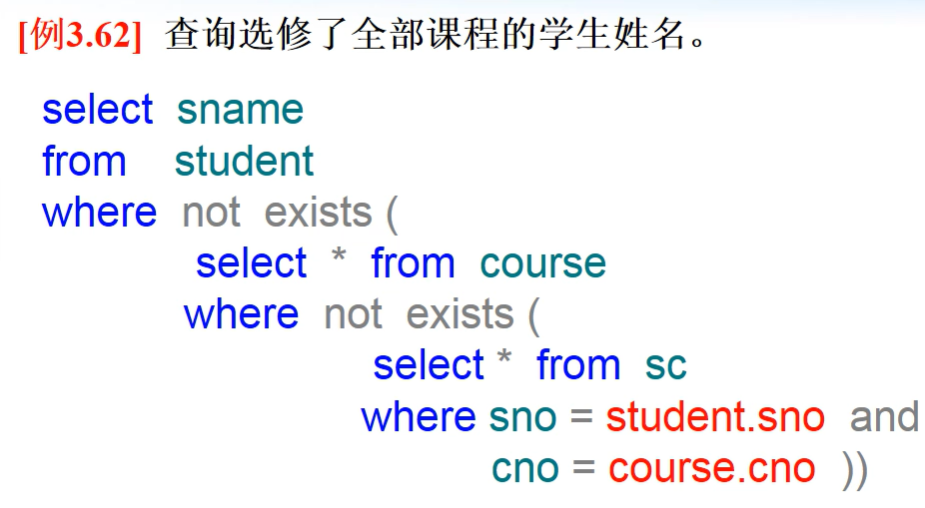 [例3.62] 查询选修了全部课程的学生姓名。
select sname
from student
where not exists (
select * from course
where not exists (
select * from sc
where sno = student.sno and
cno = course.cno ))